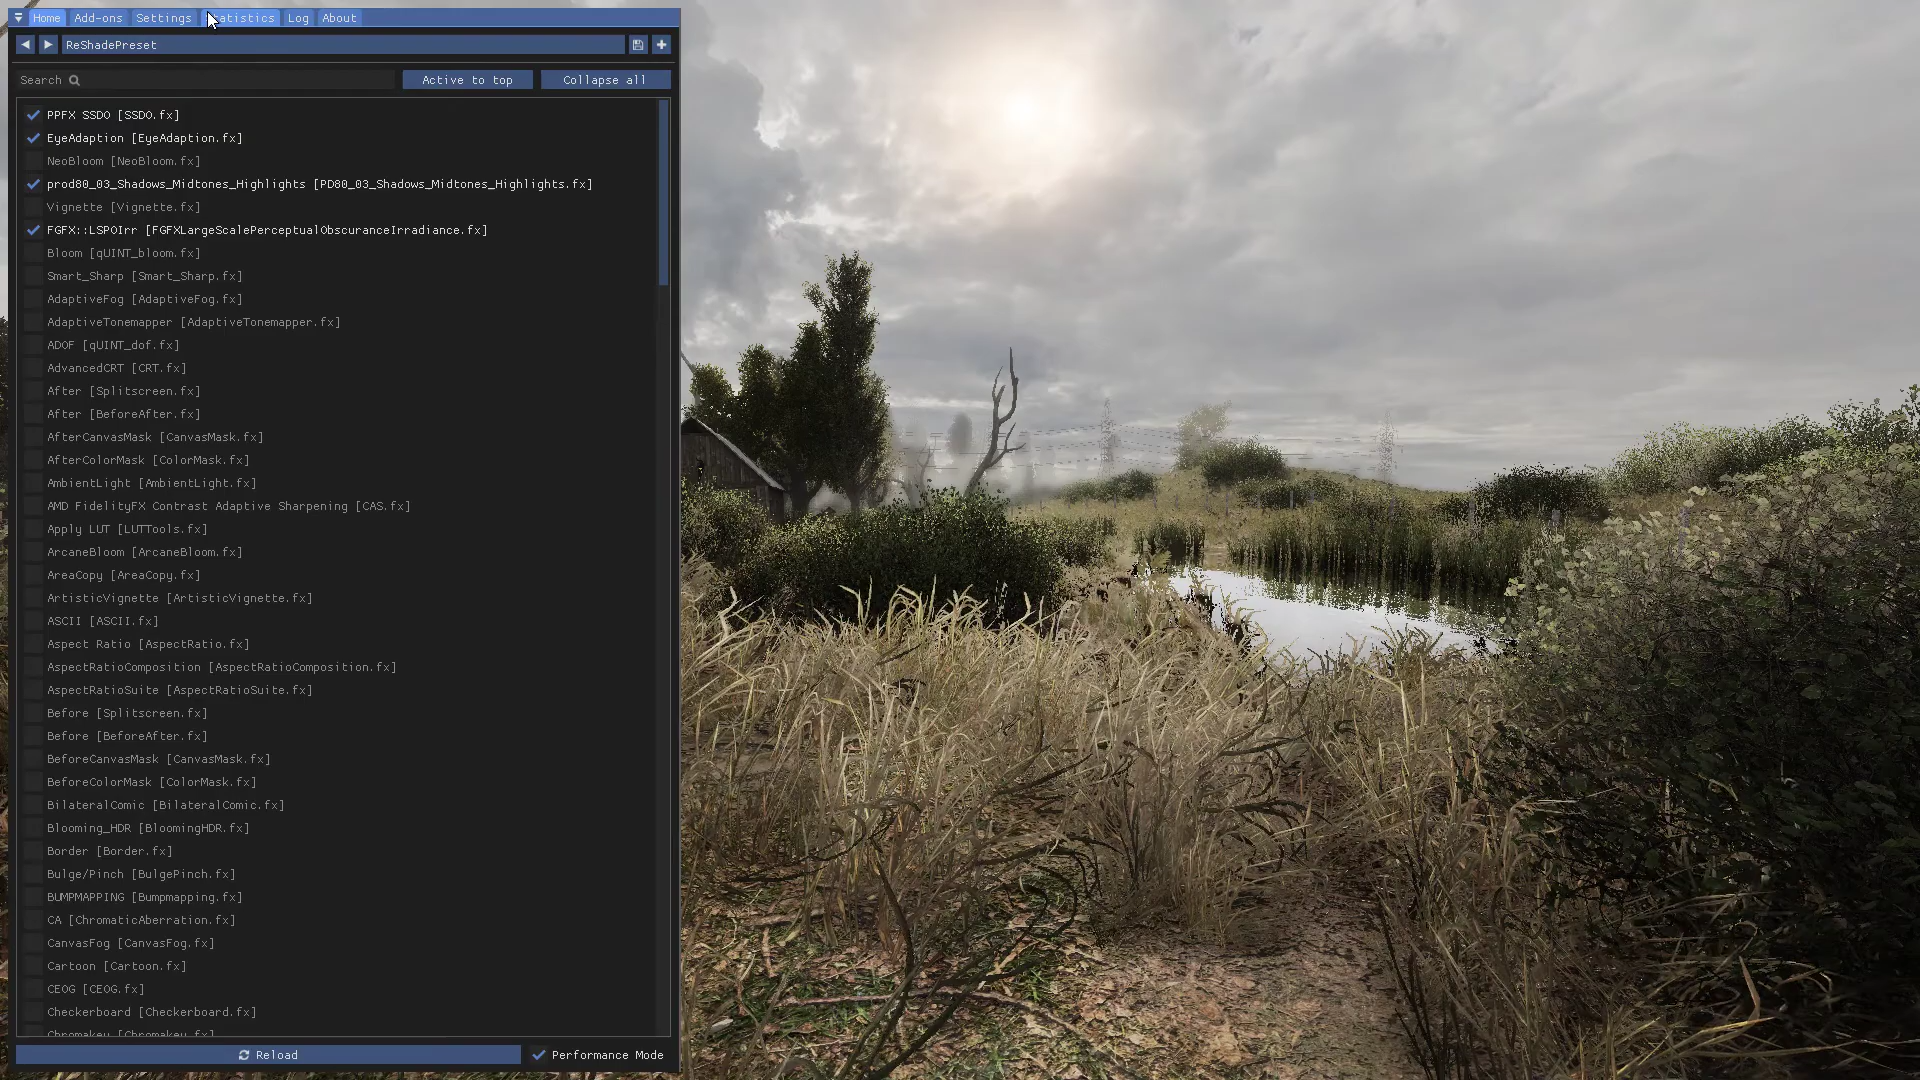 Home Add-ons Settings Statistics Log About
ReShadePreset
Search Active to top Collapse all
PPFX SSDO [SSDO.fx]
EyeAdaption [EyeAdaption.fx]
NeoBloom [NeoBloom.fx]
prod80_03_Shadows_Midtones_Highlights [PD80_03_Shadows_Midtones_Highlights.fx]
Vignette [Vignette.fx]
FGFX::LSPOIrr [FGFXLargeScalePerceptualObscuranceIrradiance.fx]
Bloom [qUINT_bloom.fx]
Smart_Sharp [Smart_Sharp.fx]
AdaptiveFog [AdaptiveFog.fx]
AdaptiveTonemapper [AdaptiveTonemapper.fx]
ADOF [qUINT_dof.fx]
AdvancedCRT [CRT.fx]
After [Splitscreen.fx]
After [BeforeAfter.fx]
AfterCanvasMask [CanvasMask.fx]
AfterColorMask [ColorMask.fx]
AmbientLight [AmbientLight.fx]
AMD FidelityFX Contrast Adaptive Sharpening [CAS.fx]
Apply LUT [LUTTools.fx]
ArcaneBloom [ArcaneBloom.fx]
AreaCopy [AreaCopy.fx]
ArtisticVignette [ArtisticVignette.fx]
ASCII [ASCII.fx]
Aspect Ratio [AspectRatio.fx]
AspectRatioComposition [AspectRatioComposition.fx]
AspectRatioSuite [AspectRatioSuite.fx]
Before [Splitscreen.fx]
Before [BeforeAfter.fx]
BeforeCanvasMask [CanvasMask.fx]
BeforeColorMask [ColorMask.fx]
BilateralComic [BilateralComic.fx]
Blooming_HDR [BloomingHDR.fx]
Border [Border.fx]
Bulge/Pinch [BulgePinch.fx]
BUMPMAPPING [Bumpmapping.fx]
CA [ChromaticAberration.fx]
CanvasFog [CanvasFog.fx]
Cartoon [Cartoon.fx]
CEOG [CEOG.fx]
Checkerboard [Checkerboard.fx]
Chromakey [Chromakey.fx]
Reload Performance Mode